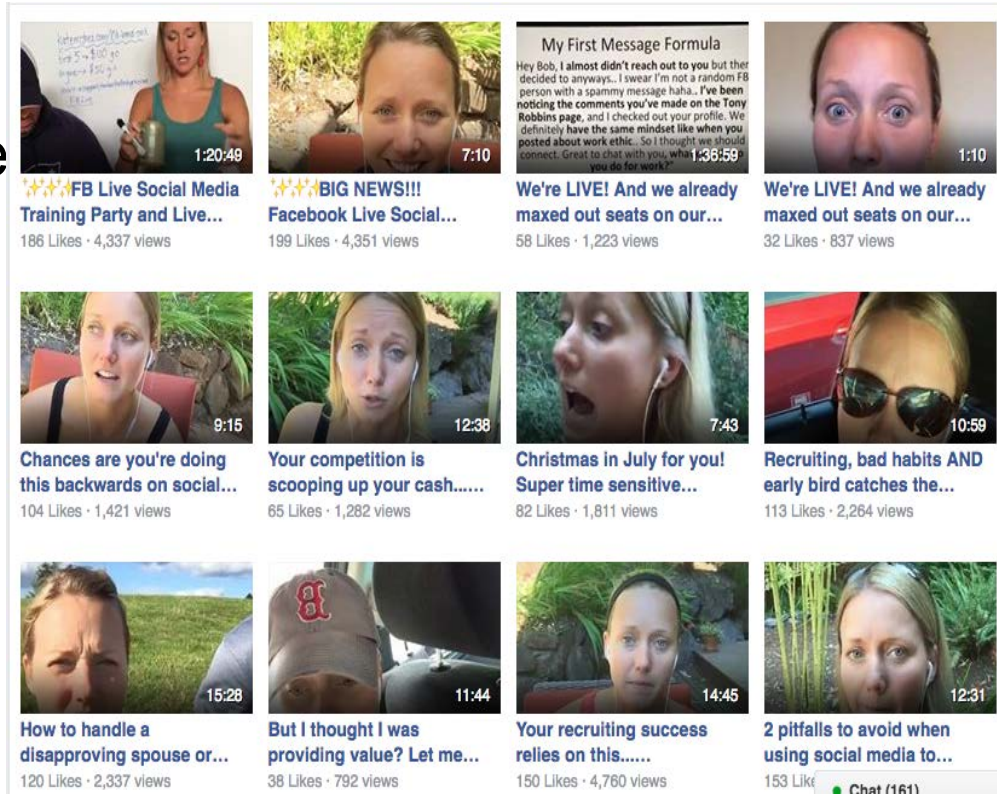 e
1:20:49
7:10
My First Message Formula
Hey Bob, I almost didn't reach out to you but then
decided to anyways.. I swear I'm not a random FB
person with a spammy message haha.. I've been
noticing the comments you've made on the Tony
Robbins page, and I checked out your profile. We
definitely have the same mindset like when you
posted about work ethic.. So I thought we should
connect. Great to chat with you,
you do for work?"
1:36:59
1:10
✨✨✨FB Live Social Media
Training Party and Live...
186 Likes · 4,337 views
✨✨✨BIG NEWS!!!
Facebook Live Social...
199 Likes · 4,351 views
We're LIVE! And we already
maxed out seats on our...
58 Likes · 1,223 views
We're LIVE! And we already
maxed out seats on our...
32 Likes · 837 views
9:15
12:38
7:43
10:59
Chances are you're doing
this backwards on social...
104 Likes · 1,421 views
Your competition is
scooping up your cash......
65 Likes · 1,282 views
Christmas in July for you!
Super time sensitive...
82 Likes · 1,811 views
Recruiting, bad habits AND
early bird catches the...
113 Likes · 2,264 views
B
15:28
11:44
14:45
12:31
How to handle a
disapproving spouse or...
120 Likes · 2,337 views
But I thought I was
providing value? Let me...
38 Likes · 792 views
Your recruiting success
relies on this......
150 Likes · 4,760 views
2 pitfalls to avoid when
using social media to...
153 Like
Chat (161)